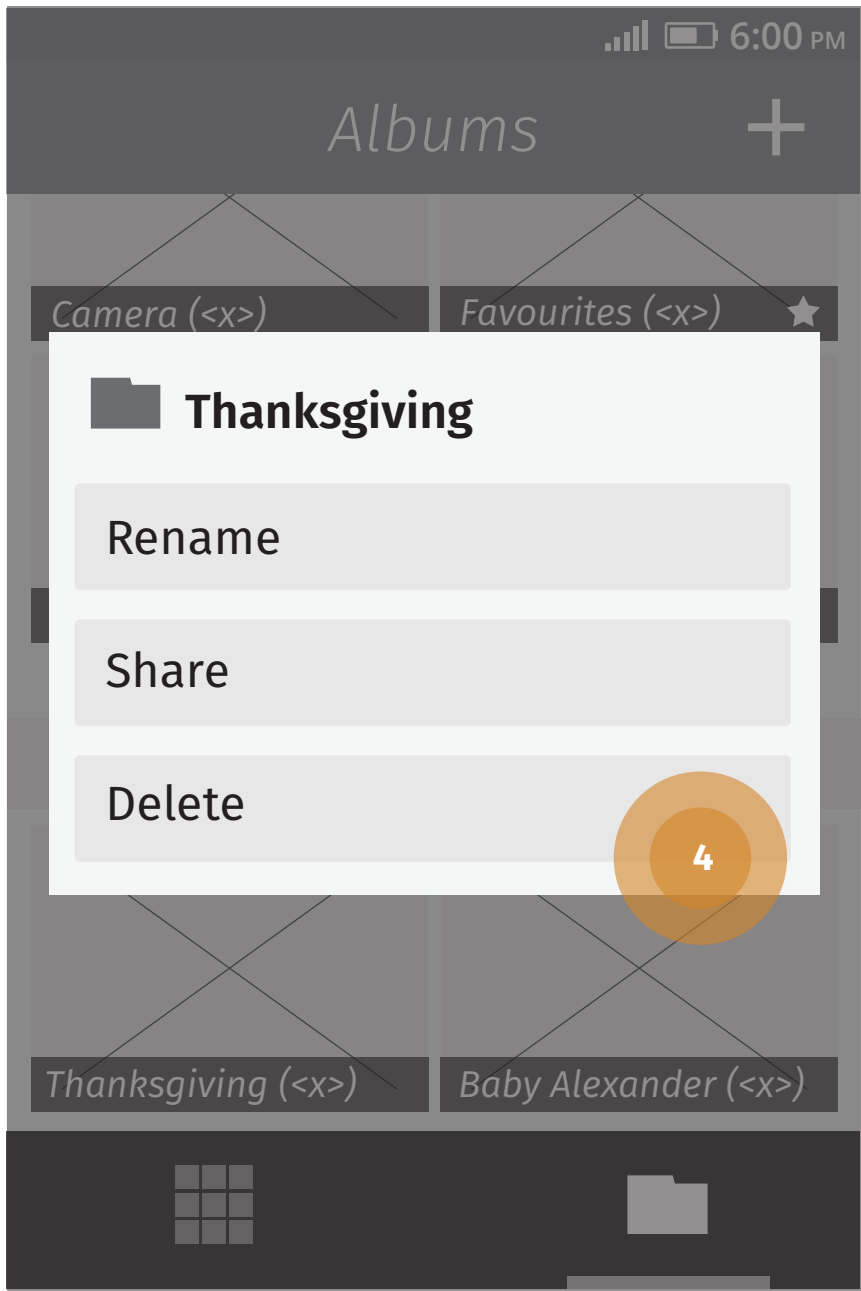 6:00 PM
Albums
Camera (<x>)
Favourites (<x>)
Thanksgiving
Rename
Share
Delete
4
Thanksgiving (<x>)
Baby Alexander (<x>)